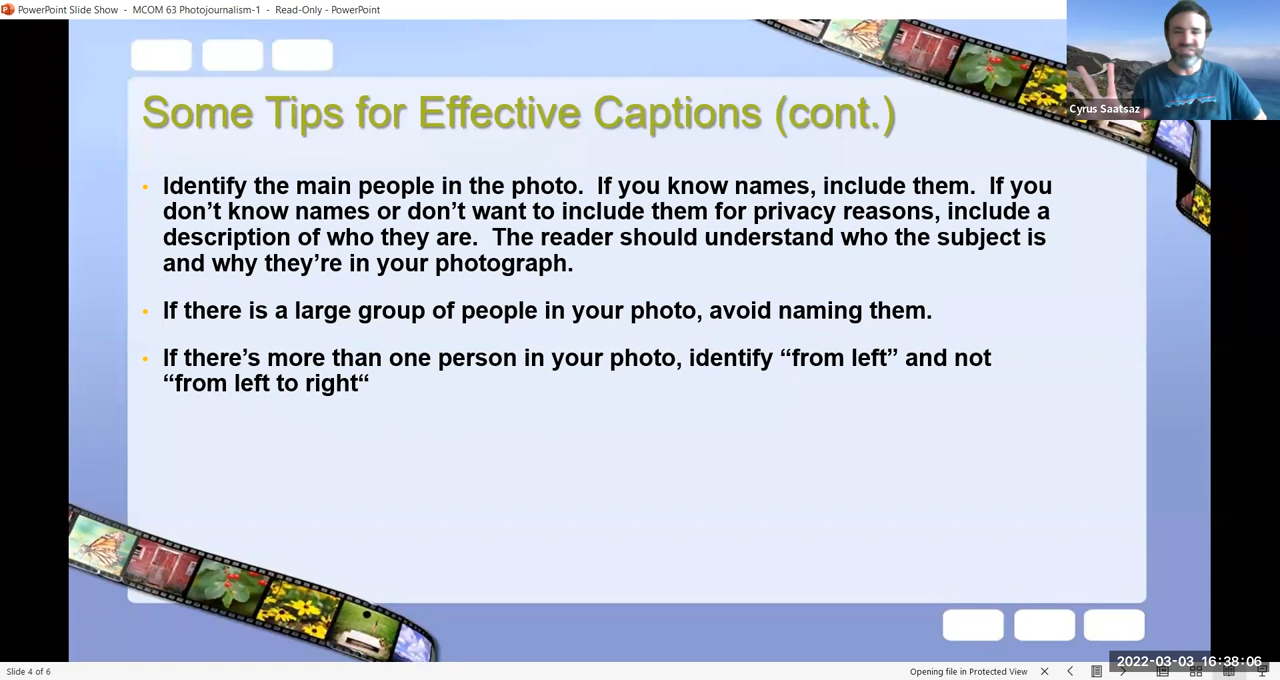 PowerPoint Slide Show - MCOM 63 Photojournalism-1 - Read-Only - PowerPoint
Cyrus Saatsaz
Some Tips for Effective Captions (cont.)
• Identify the main people in the photo.  If you know names, include them.  If you
don’t know names or don’t want to include them for privacy reasons, include a
description of who they are.  The reader should understand who the subject is
and why they’re in your photograph.
• If there is a large group of people in your photo, avoid naming them.
• If there’s more than one person in your photo, identify “from left” and not
“from left to right“
Slide 4 of 6
Opening file in Protected View
2022-03-03 16:38:06